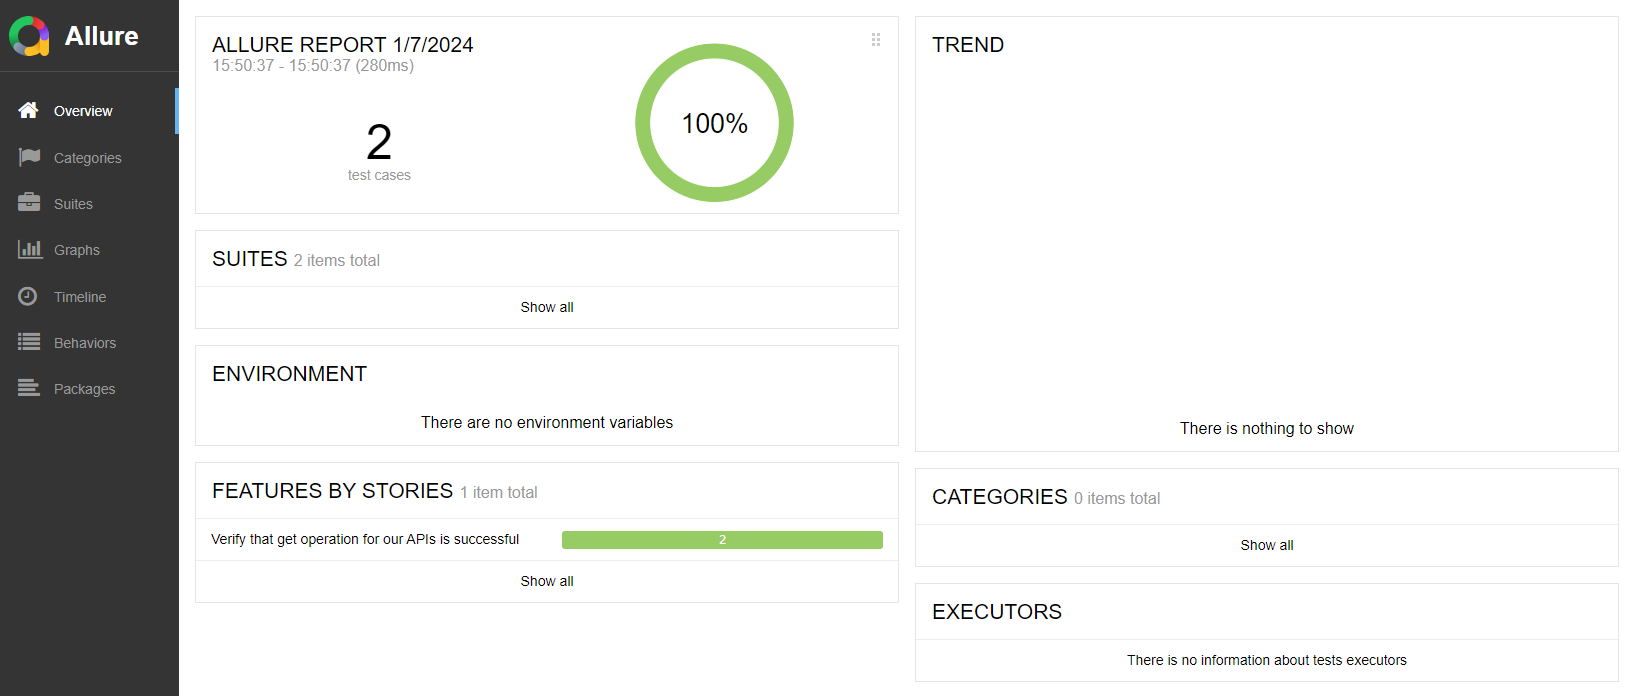 Allure
Overview
Categories
Suites
Graphs
Timeline
Behaviors
Packages
ALLURE REPORT 1/7/2024
15:50:37 - 15:50:37 (280ms)
2
test cases
100%
SUITES 2 items total
Show all
ENVIRONMENT
There are no environment variables
FEATURES BY STORIES 1 item total
Verify that get operation for our APIs is successful 2
Show all
TREND
There is nothing to show
CATEGORIES 0 items total
Show all
EXECUTORS
There is no information about tests executors